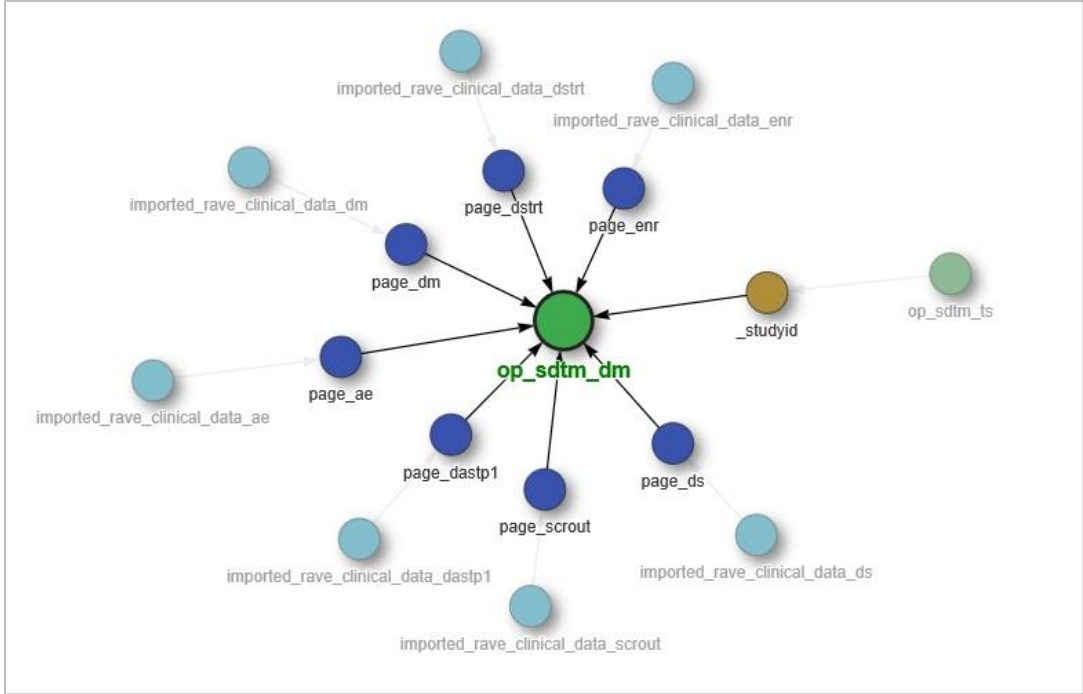 imported_rave_clinical_data_dstrt
imported_rave_clinical_data_enr
imported_rave_clinical_data_dm
page_dstrt
page_enr
page_dm
op_sdtm_ts
_studyid
op_sdtm_dm
page_ae
imported_rave_clinical_data_ae
page_dastp1
page_ds
page_scrout
imported_rave_clinical_data_dastp1
imported_rave_clinical_data_ds
imported_rave_clinical_data_scrout